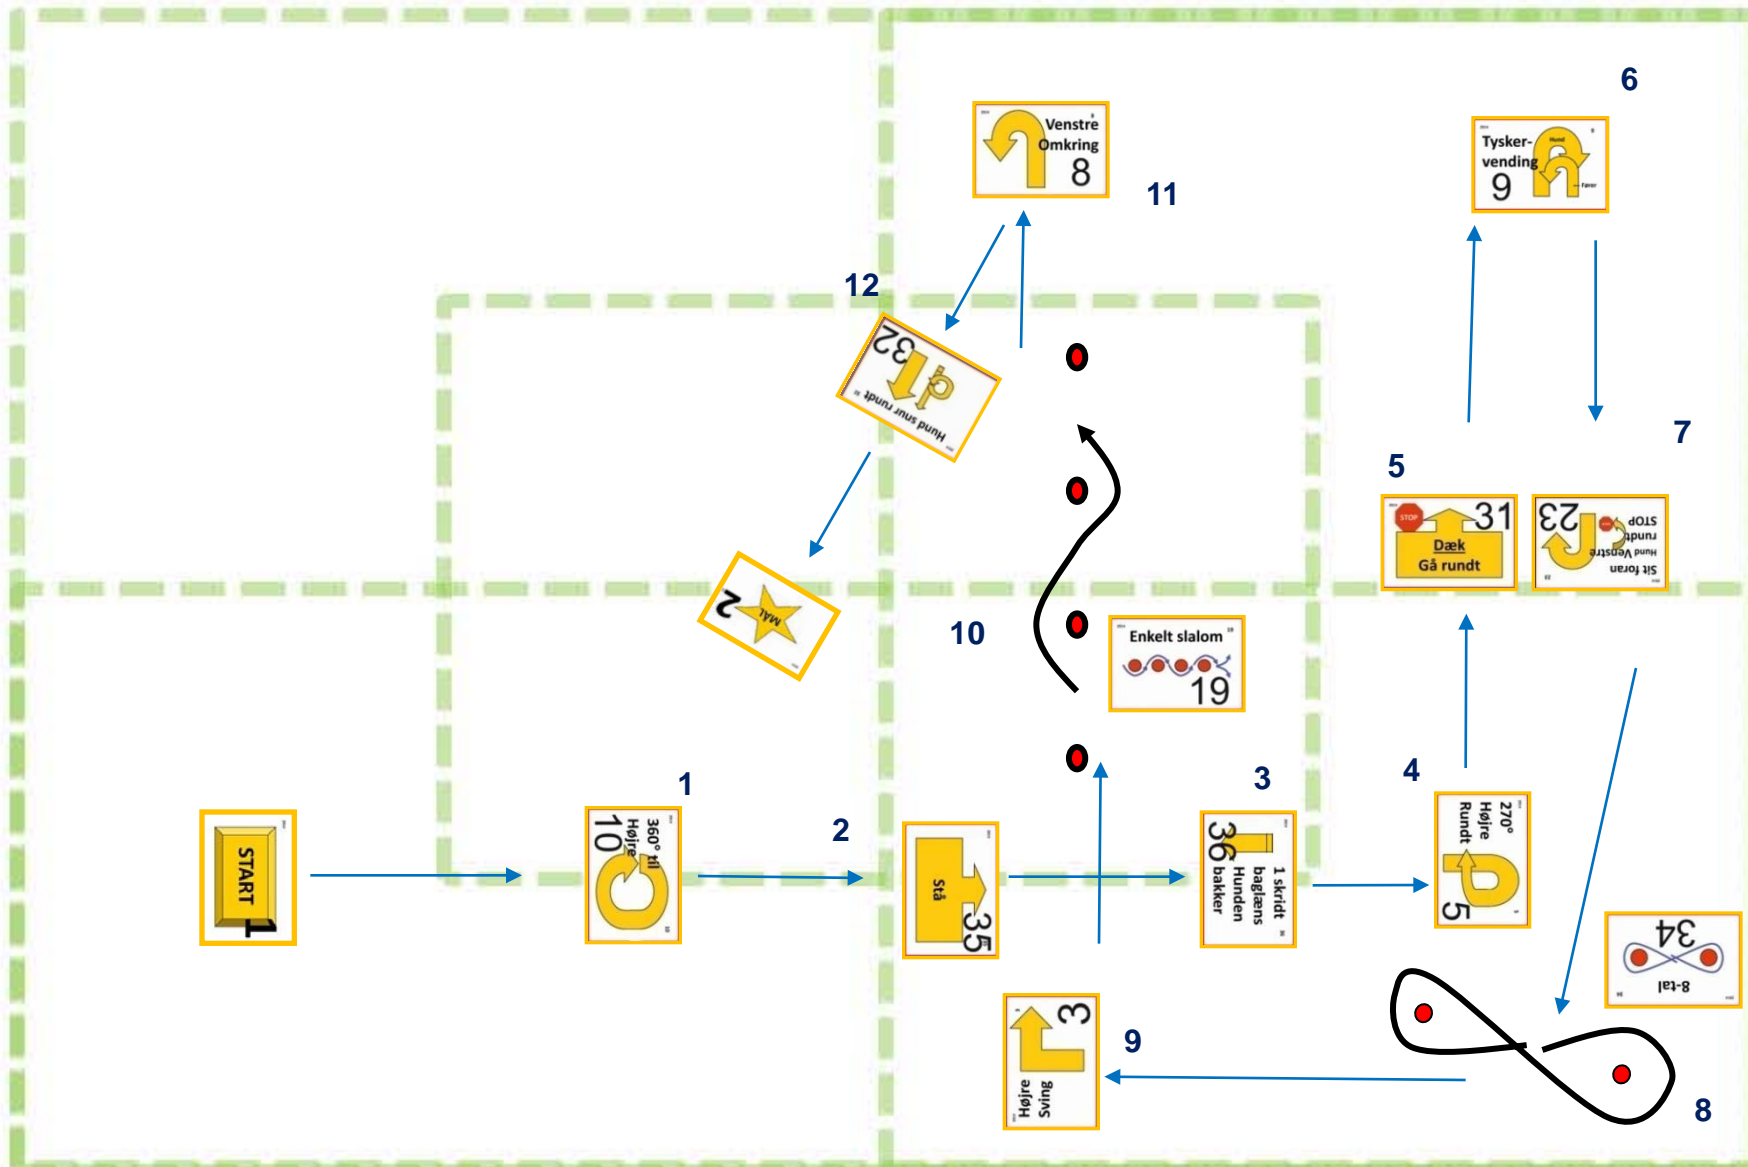 6
Venstre
Omkring
8
11
Tysker-
vending
9
Hund
Fører
12
32
Hund snur rundt
7
5
STOP
31
Dæk
Gå rundt
23
STOP
rundt
Hund Venstre
Sit foran
MÅL
2
10
Enkelt slalom
19
1
START
1
360° til
Højre
10
2
Stå
35
3
36
1 skridt
baglæns
Hunden
bakker
4
270°
Højre
Rundt
5
34
8-tal
3
Højre
Sving
9
8